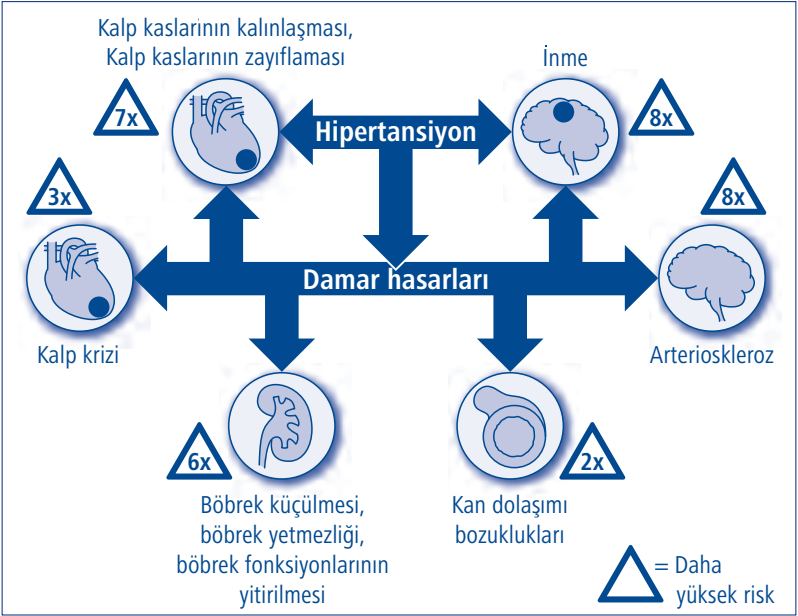 Kalp kaslarının kalınlaşması,
Kalp kaslarının zayıflaması
İnme
7x
Hipertansiyon
8x
3x
8x
Damar hasarları
Kalp krizi
Arterioskleroz
6x
2x
Böbrek küçülmesi,
böbrek yetmezliği,
böbrek fonksiyonlarının
yitirilmesi
Kan dolaşımı
bozuklukları
= Daha
yüksek risk